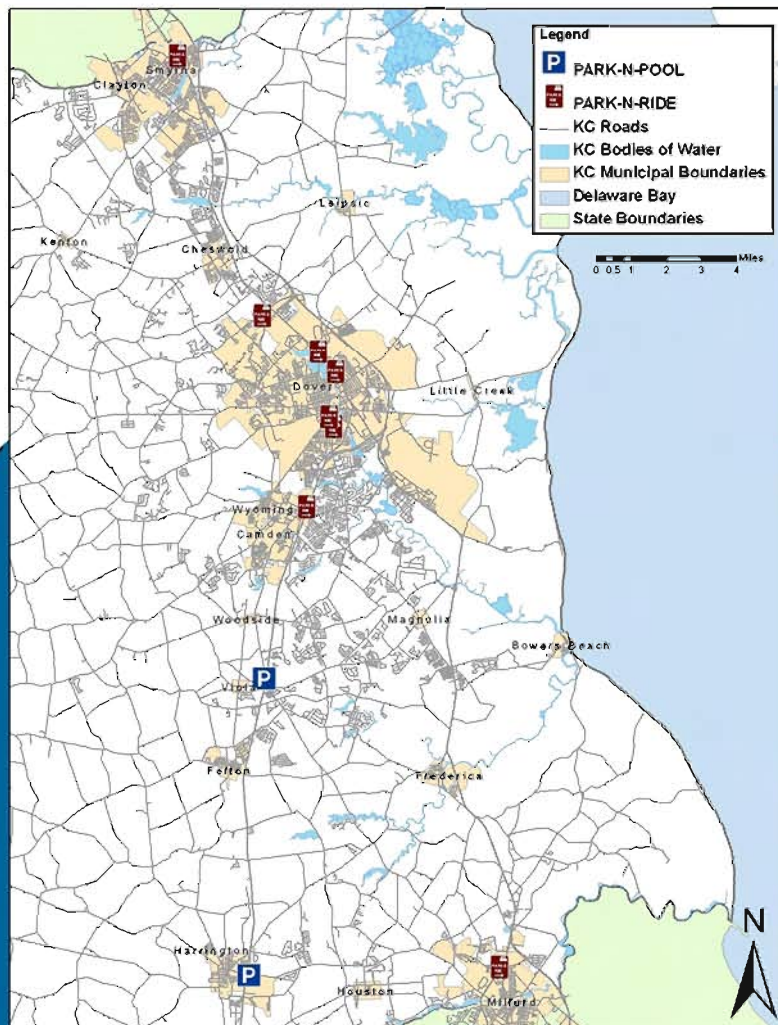 Legend
P PARK-N-POOL
PARK-N-RIDE
KC Roads
KC Bodies of Water
KC Municipal Boundaries
Delaware Bay
State Boundaries
Miles
0 0.5 1 2 3 4
Smyrna
Clayton
Leipsic
Kenton
Cheswold
Dover
Little Creek
Wyoming
Camden
Woodside
Magnolia
Bowers Beach
Viola
P
Felton
Frederica
N
Harrington
P
Houston
Milford